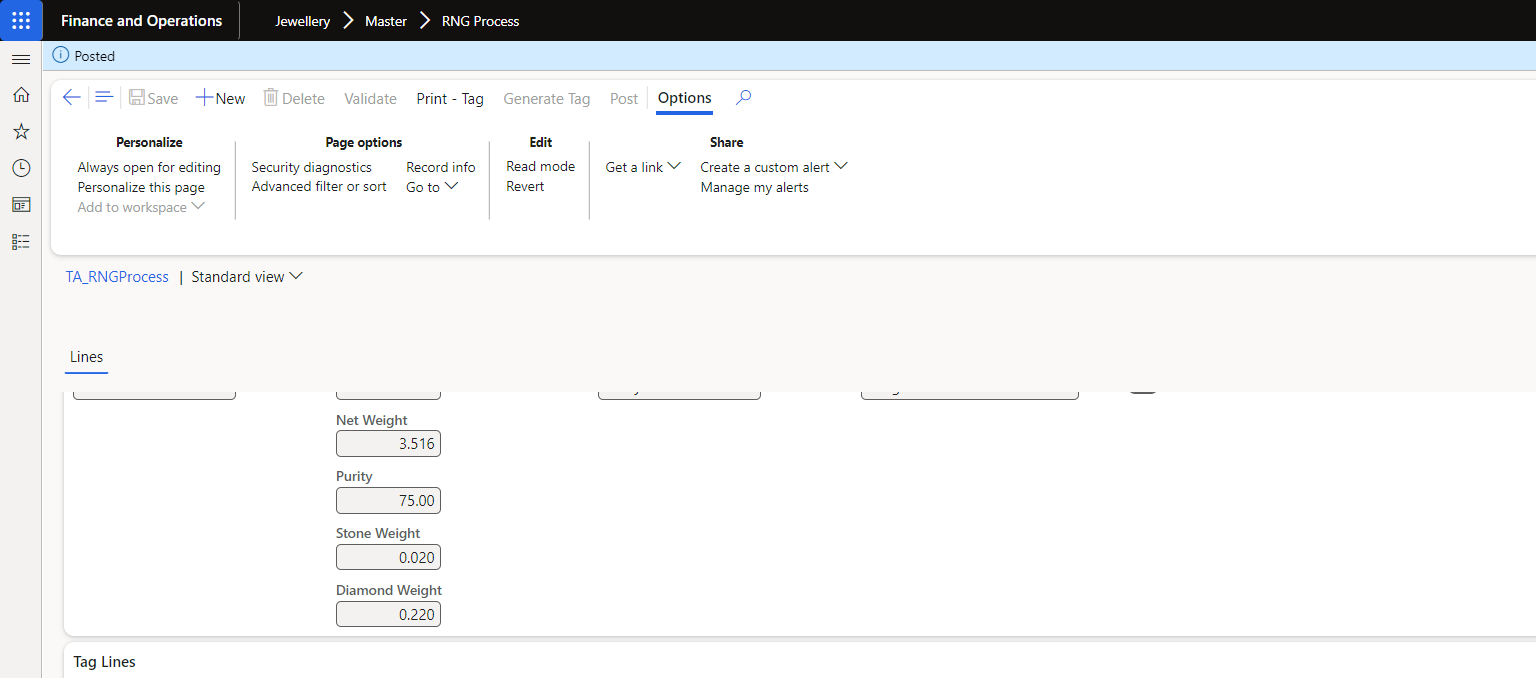 Finance and Operations
Jewellery Master RNG Process
Posted
Save New Delete Validate Print - Tag Generate Tag Post Options
Personalize
Always open for editing
Personalize this page
Add to workspace
Page options
Security diagnostics
Advanced filter or sort
Record info
Go to
Edit
Read mode
Revert
Share
Get a link
Create a custom alert
Manage my alerts
TA_RNGProcess | Standard view
Lines
Net Weight
3.516
Purity
75.00
Stone Weight
0.020
Diamond Weight
0.220
Tag Lines